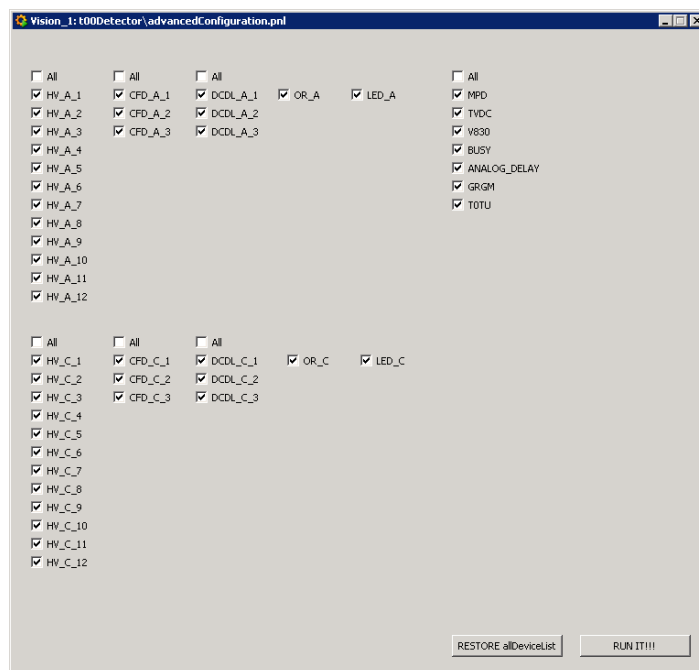 Vision_1: t00Detector\advancedConfiguration.pnl
All All All All
HV_A_1 CFD_A_1 DCDL_A_1 OR_A LED_A MPD
HV_A_2 CFD_A_2 DCDL_A_2 TVDC
HV_A_3 CFD_A_3 DCDL_A_3 V830
HV_A_4 BUSY
HV_A_5 ANALOG_DELAY
HV_A_6 GRGM
HV_A_7 T0TU
HV_A_8
HV_A_9
HV_A_10
HV_A_11
HV_A_12
All All All
HV_C_1 CFD_C_1 DCDL_C_1 OR_C LED_C
HV_C_2 CFD_C_2 DCDL_C_2
HV_C_3 CFD_C_3 DCDL_C_3
HV_C_4
HV_C_5
HV_C_6
HV_C_7
HV_C_8
HV_C_9
HV_C_10
HV_C_11
HV_C_12
RESTORE allDeviceList RUN IT!!!